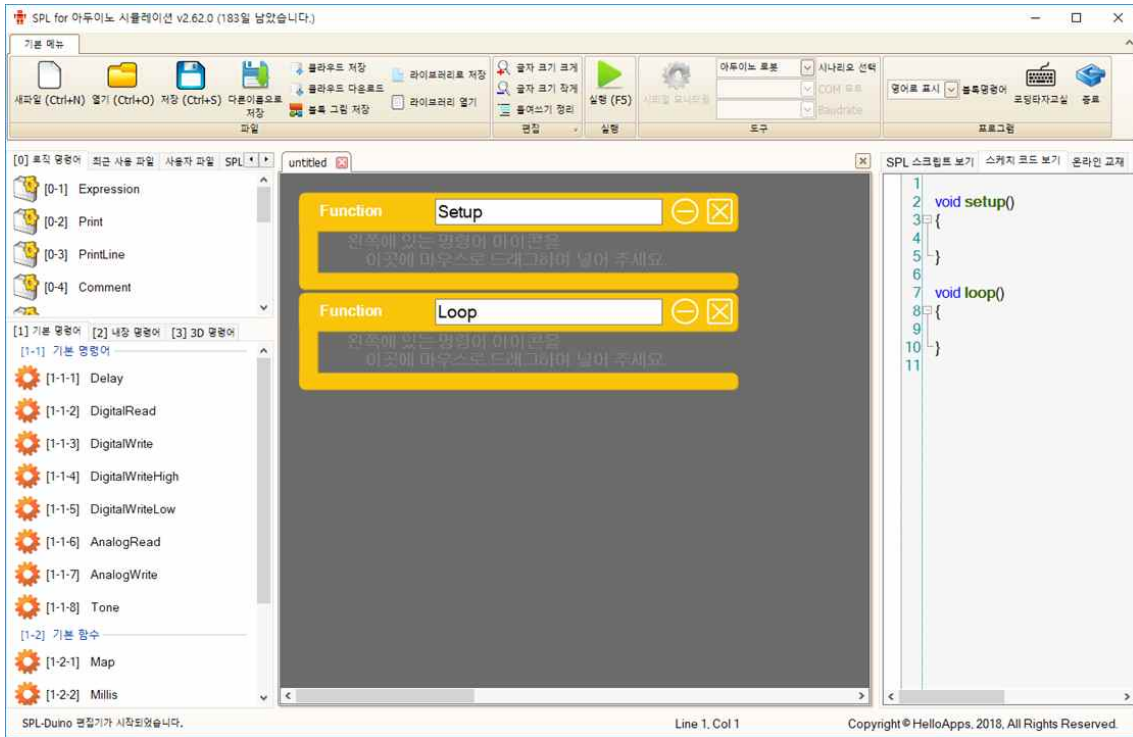 SPL for 아두이노 시뮬레이션 v2.62.0 (183일 남았습니다.)
기본 메뉴
새파일 (Ctrl+N) 열기 (Ctrl+O) 저장 (Ctrl+S) 다른이름으로 저장
클라우드 저장
클라우드 다운로드
블록 그림 저장
라이브러리로 저장
라이브러리 열기
파일
글자 크기 크게
글자 크기 작게
들여쓰기 정리
편집
실행 (F5)
실행
시리얼 모니터링
아두이노 로봇 시나리오 선택
COM 포트
Baudrate
도구
영어로 표시 블록명령어
코딩타자교실
종료
프로그램
[0] 로직 명령어 최근 사용 파일 사용자 파일 SPL
[0-1] Expression
[0-2] Print
[0-3] PrintLine
[0-4] Comment
[1] 기본 명령어 [2] 내장 명령어 [3] 3D 명령어
[1-1] 기본 명령어
[1-1-1] Delay
[1-1-2] DigitalRead
[1-1-3] DigitalWrite
[1-1-4] DigitalWriteHigh
[1-1-5] DigitalWriteLow
[1-1-6] AnalogRead
[1-1-7] AnalogWrite
[1-1-8] Tone
[1-2] 기본 함수
[1-2-1] Map
[1-2-2] Millis
untitled
Function Setup
왼쪽에 있는 명령어 아이콘을
이곳에 마우스로 드래그하여 넣어 주세요.
Function Loop
왼쪽에 있는 명령어 아이콘을
이곳에 마우스로 드래그하여 넣어 주세요.
SPL 스크립트 보기 스케치 코드 보기 온라인 교재
1
2 void setup()
3 {
4
5 }
6
7 void loop()
8 {
9
10 }
11
SPL-Duino 편집기가 시작되었습니다.
Line 1, Col 1
Copyright © HelloApps, 2018, All Rights Reserved.